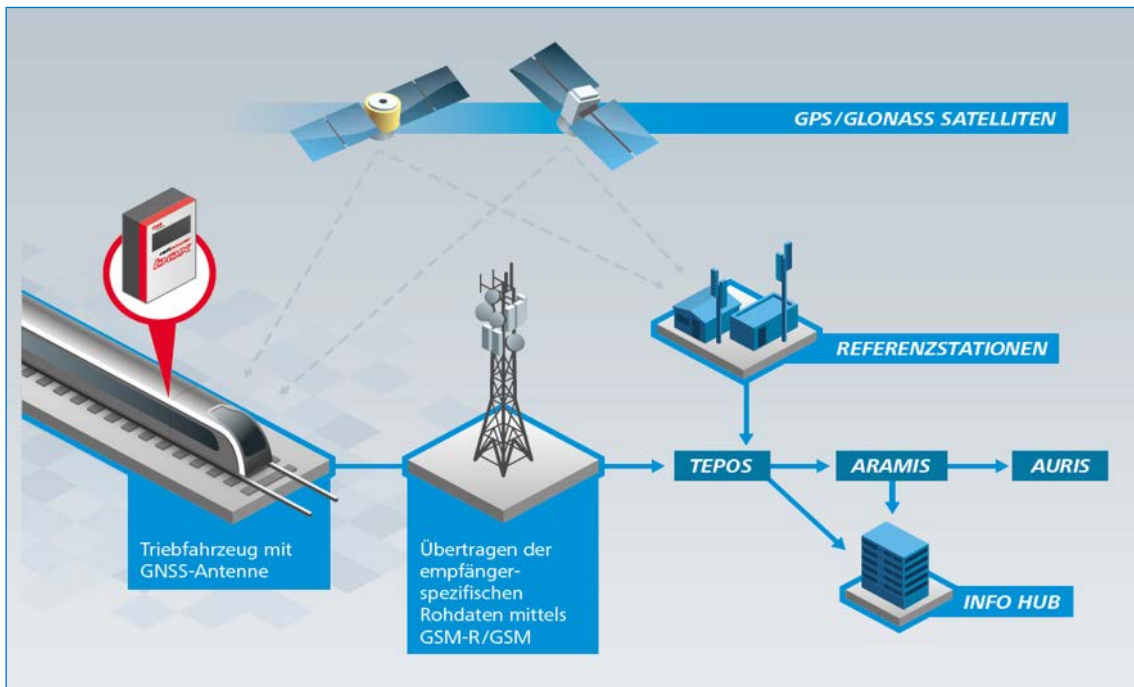 GPS/GLONASS SATELLITEN
REFERENZSTATIONEN
TEPOS
ARAMIS
AURIS
Triebfahrzeug mit
GNSS-Antenne
Übertragen der
empfänger-
spezifischen
Rohdaten mittels
GSM-R/GSM
INFO HUB